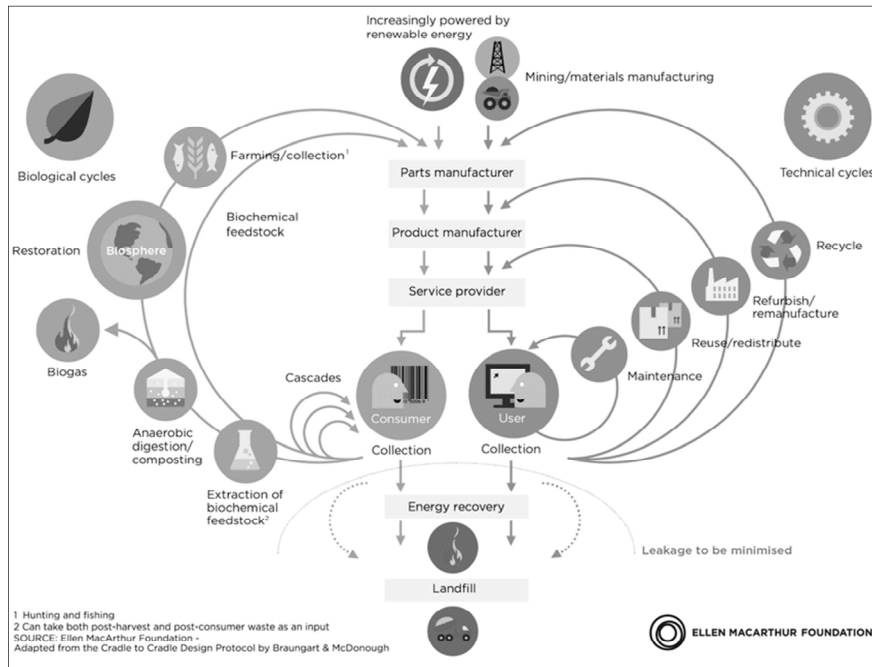 Increasingly powered by
renewable energy
Mining/materials manufacturing
Biological cycles
Farming/collection1
Parts manufacturer
Technical cycles
Biochemical
feedstock
Restoration
Biosphere
Product manufacturer
Recycle
Service provider
Refurbish/
remanufacture
Reuse/redistribute
Biogas
Cascades
Maintenance
Consumer
User
Anaerobic
digestion/
composting
Collection
Collection
Extraction of
biochemical
feedstock2
Energy recovery
Leakage to be minimised
Landfill
1 Hunting and fishing
2 Can take both post-harvest and post-consumer waste as an input
SOURCE: Ellen MacArthur Foundation -
Adapted from the Cradle to Cradle Design Protocol by Braungart & McDonough
ELLEN MACARTHUR FOUNDATION